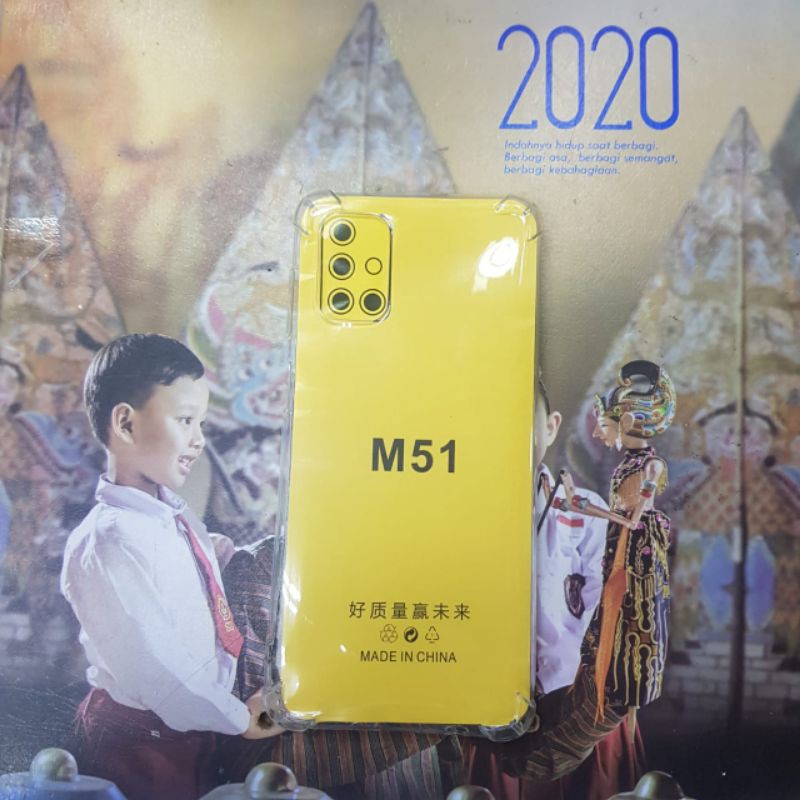 2020
Indahnya hidup saat berbagi.
Berbagi asa, berbagi semangat,
berbagi kebahagiaan.
M51
好质量赢未来
MADE IN CHINA